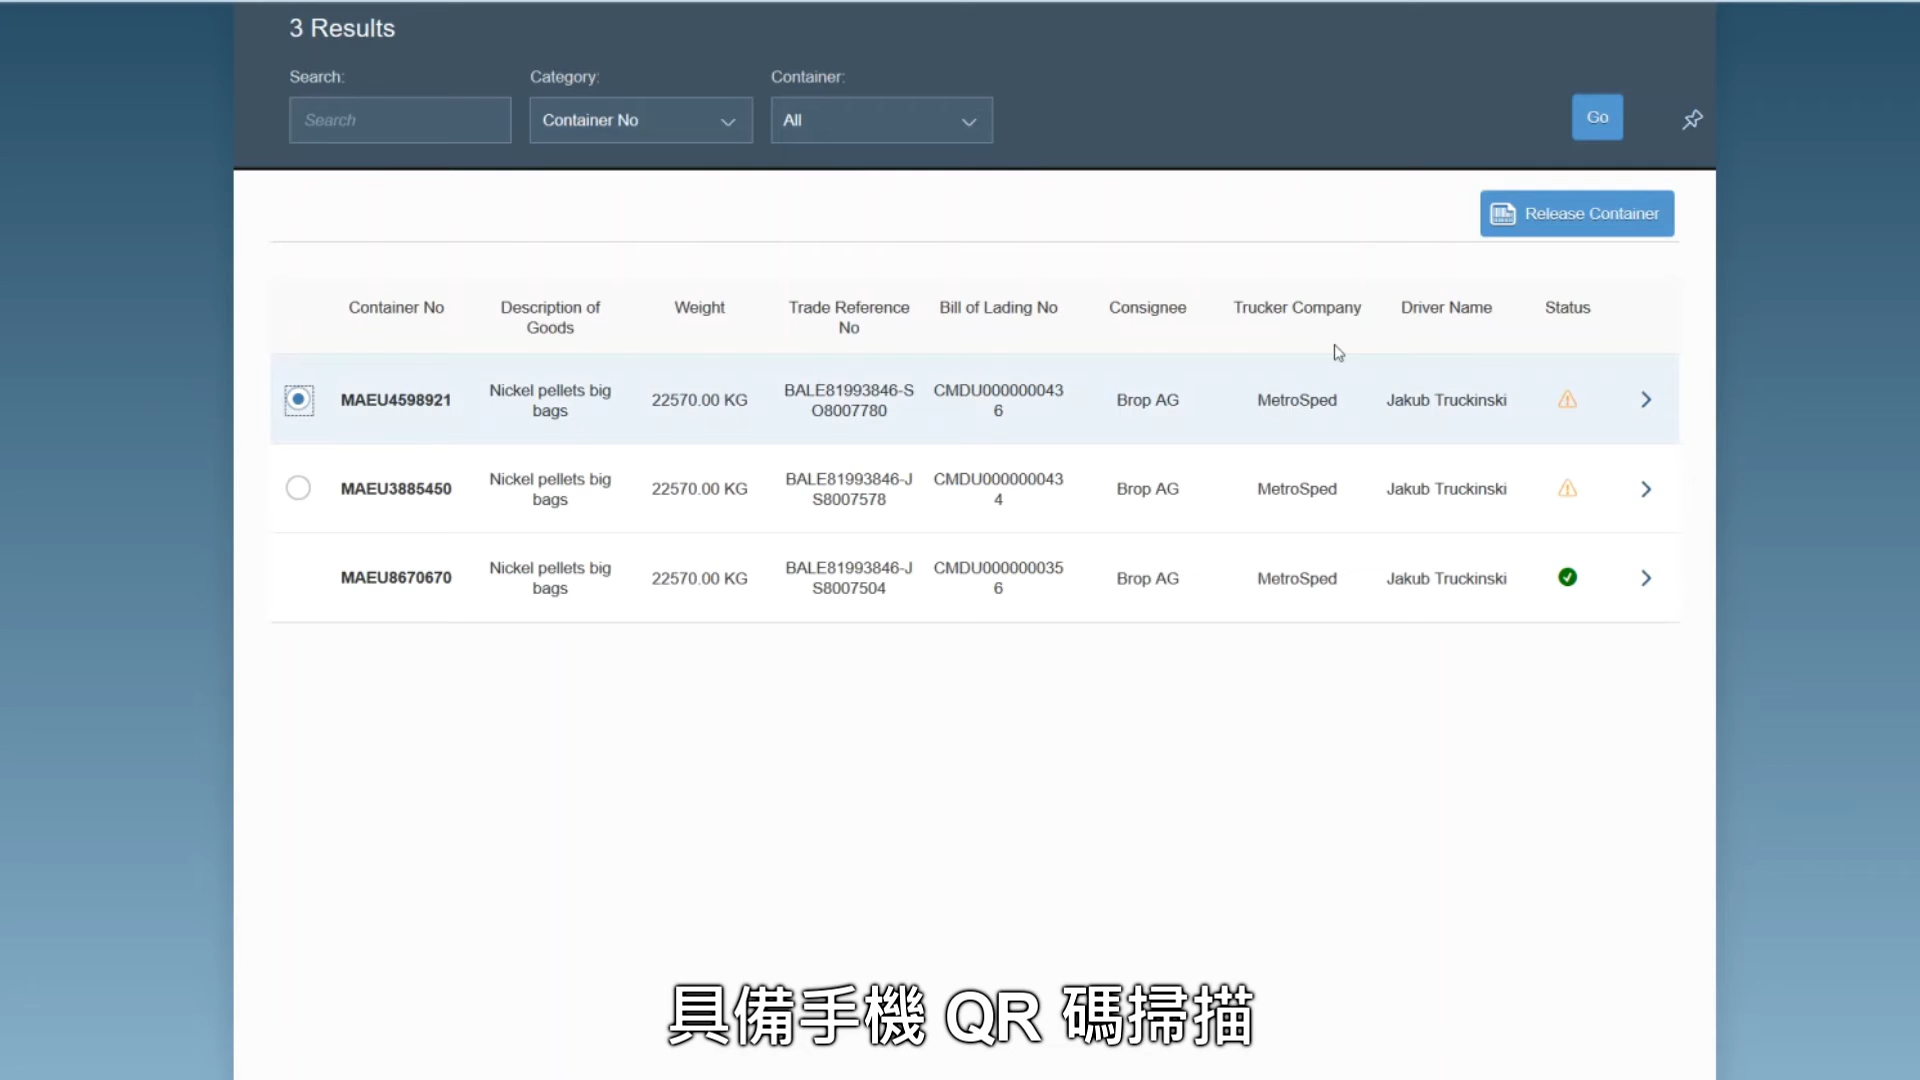 3 Results
Search: Category: Container:
Search Container No All Go
Release Container
Container No Description of Goods Weight Trade Reference No Bill of Lading No Consignee Trucker Company Driver Name Status
MAEU4598921 Nickel pellets big bags 22570.00 KG BALE81993846-SO8007780 CMDU0000000436 Brop AG MetroSped Jakub Truckinski
MAEU3885450 Nickel pellets big bags 22570.00 KG BALE81993846-JS8007578 CMDU0000000434 Brop AG MetroSped Jakub Truckinski
MAEU8670670 Nickel pellets big bags 22570.00 KG BALE81993846-JS8007504 CMDU0000000356 Brop AG MetroSped Jakub Truckinski
具備手機 QR 碼掃描